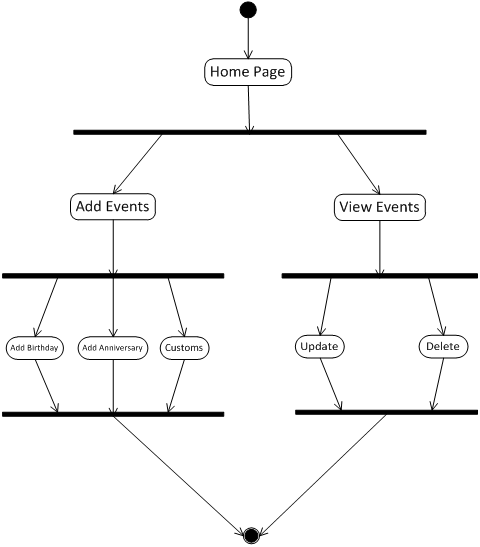 Home Page
Add Events
View Events
Add Birthday
Add Anniversary
Customs
Update
Delete